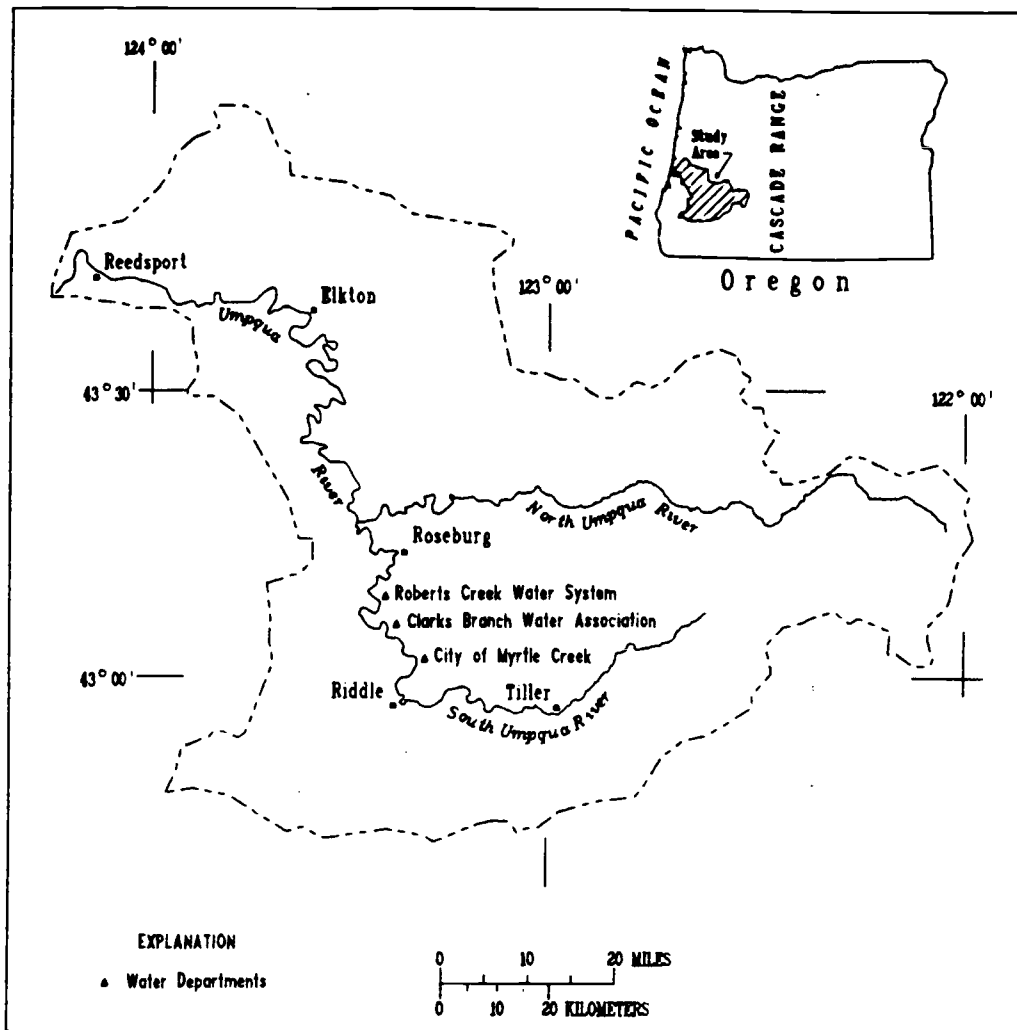 124° 00'
PACIFIC OCEAN
Study
Area
CASCADE RANGE
Oregon
Reedsport
Elkton
Umpqua
River
123° 00'
43° 30'
122° 00'
North Umpqua
River
Roseburg
Roberts Creek Water System
Clarks Branch Water Association
City of Myrtle Creek
43° 00'
Riddle
Tiller
South Umpqua River
EXPLANATION
Water Departments
0 10 20 MILES
0 10 20 KILOMETERS